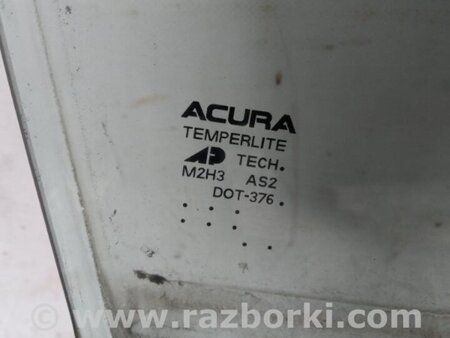 ACURA
TEMPERLITE
AP TECH.
M2H3 AS2
DOT-376
www.razborki.com